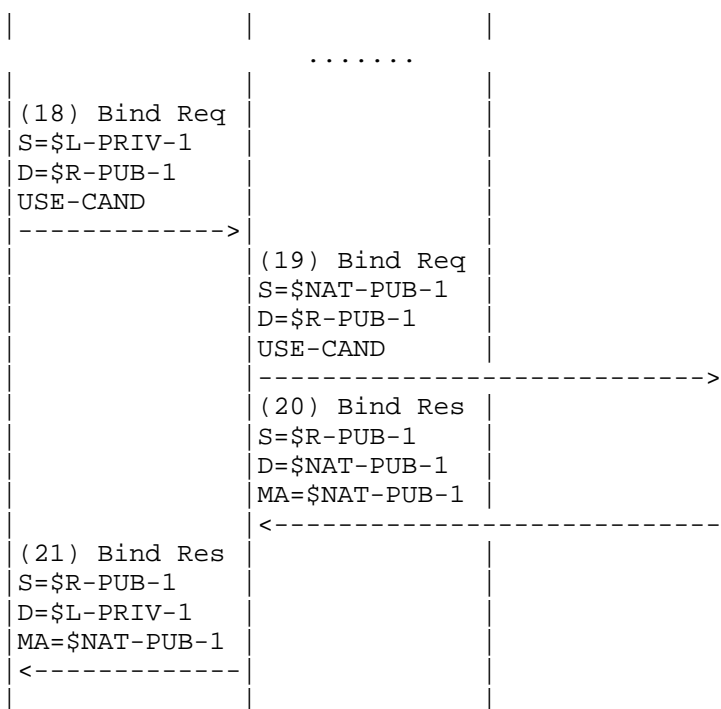 .......
(18) Bind Req
S=$L-PRIV-1
D=$R-PUB-1
USE-CAND
------------->
(19) Bind Req
S=$NAT-PUB-1
D=$R-PUB-1
USE-CAND
---------------------------->
(20) Bind Res
S=$R-PUB-1
D=$NAT-PUB-1
MA=$NAT-PUB-1
<----------------------------
(21) Bind Res
S=$R-PUB-1
D=$L-PRIV-1
MA=$NAT-PUB-1
<-------------